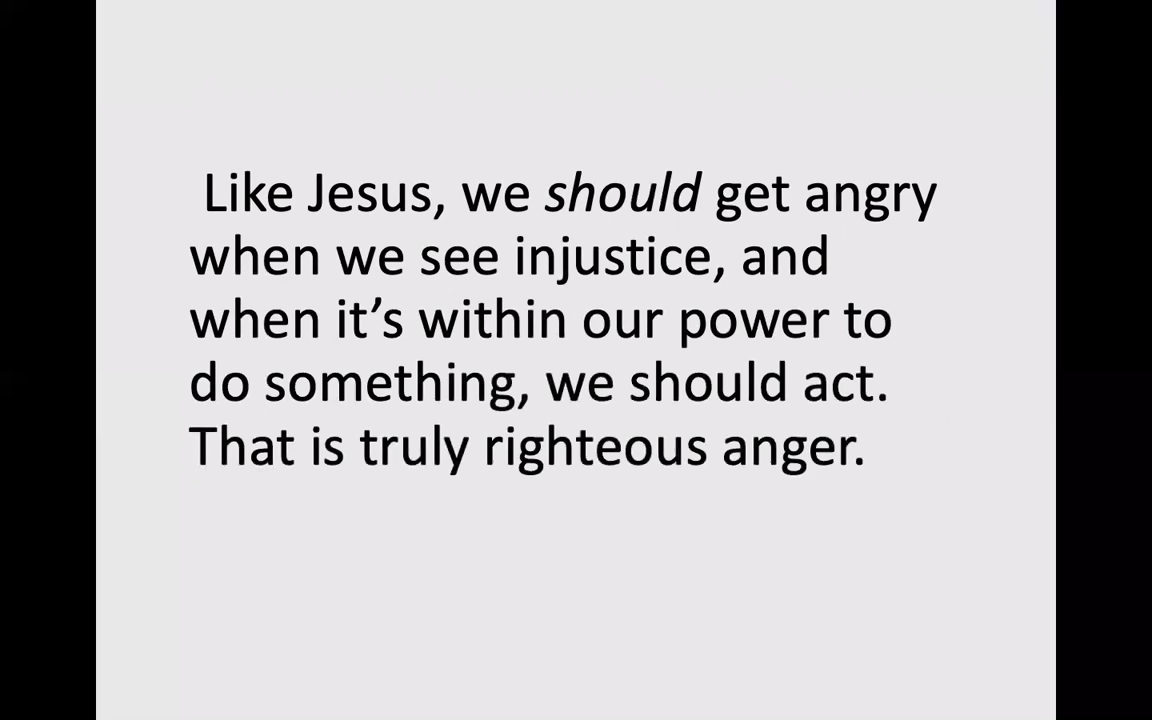 Like Jesus, we should get angry
when we see injustice, and
when it’s within our power to
do something, we should act.
That is truly righteous anger.